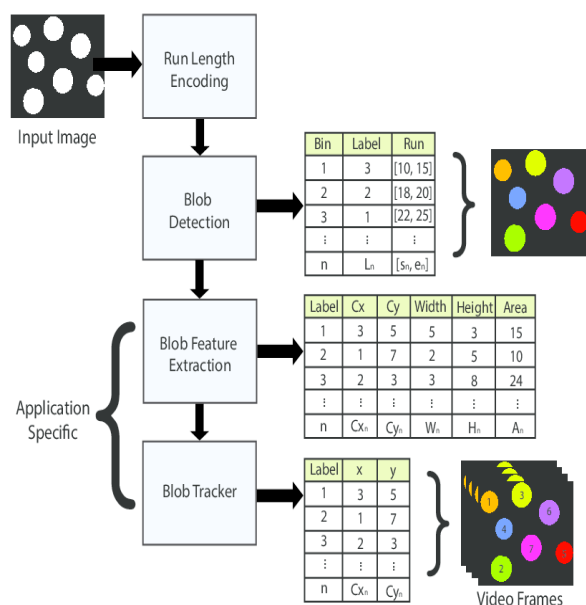 Input Image
Run Length
Encoding
Blob
Detection
Bin Label Run
1 3 [10, 15]
2 2 [18, 20]
3 1 [22, 25]
⋮ ⋮ ⋮
n Lₙ [sₙ, eₙ]
Application
Specific
Blob Feature
Extraction
Label Cx Cy Width Height Area
1 3 5 5 3 15
2 1 7 2 5 10
3 2 3 3 8 24
⋮ ⋮ ⋮ ⋮ ⋮ ⋮
n Cxₙ Cyₙ Wₙ Hₙ Aₙ
Blob Tracker
Label x y
1 3 5
2 1 7
3 2 3
⋮ ⋮ ⋮
n Cxₙ Cyₙ
1
3
6
4
7
2
Video Frames